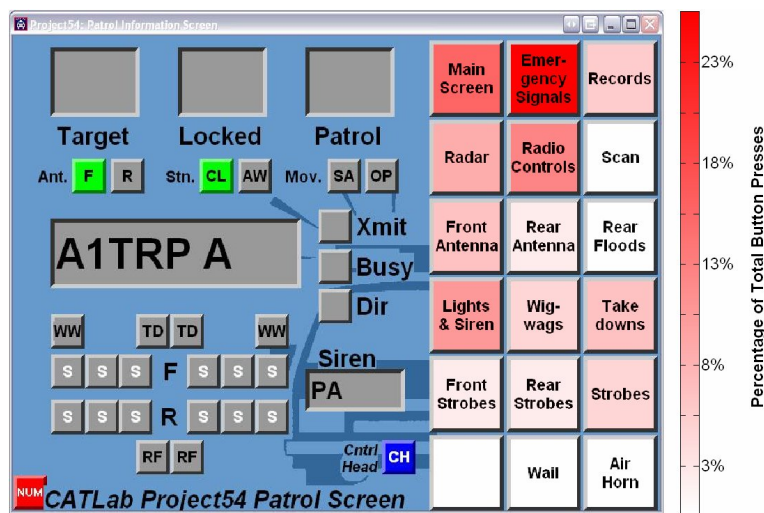 Project54: Patrol Information Screen
Target Locked Patrol
Ant. F R Stn. CL AW Mov. SA OP
A1TRP A
Xmit
Busy
Dir
WW TD TD WW
S S S F S S S
S S S R S S S
RF RF
Siren
PA
Cntrl
Head
CH
NUM
CATLab Project54 Patrol Screen
Main
Screen
Emer-
gency
Signals
Records
Radar
Radio
Controls
Scan
Front
Antenna
Rear
Antenna
Rear
Floods
Lights
& Siren
Wig-
wags
Take
downs
Front
Strobes
Rear
Strobes
Strobes
Wail
Air
Horn
23%
18%
13%
8%
3%
Percentage of Total Button Presses